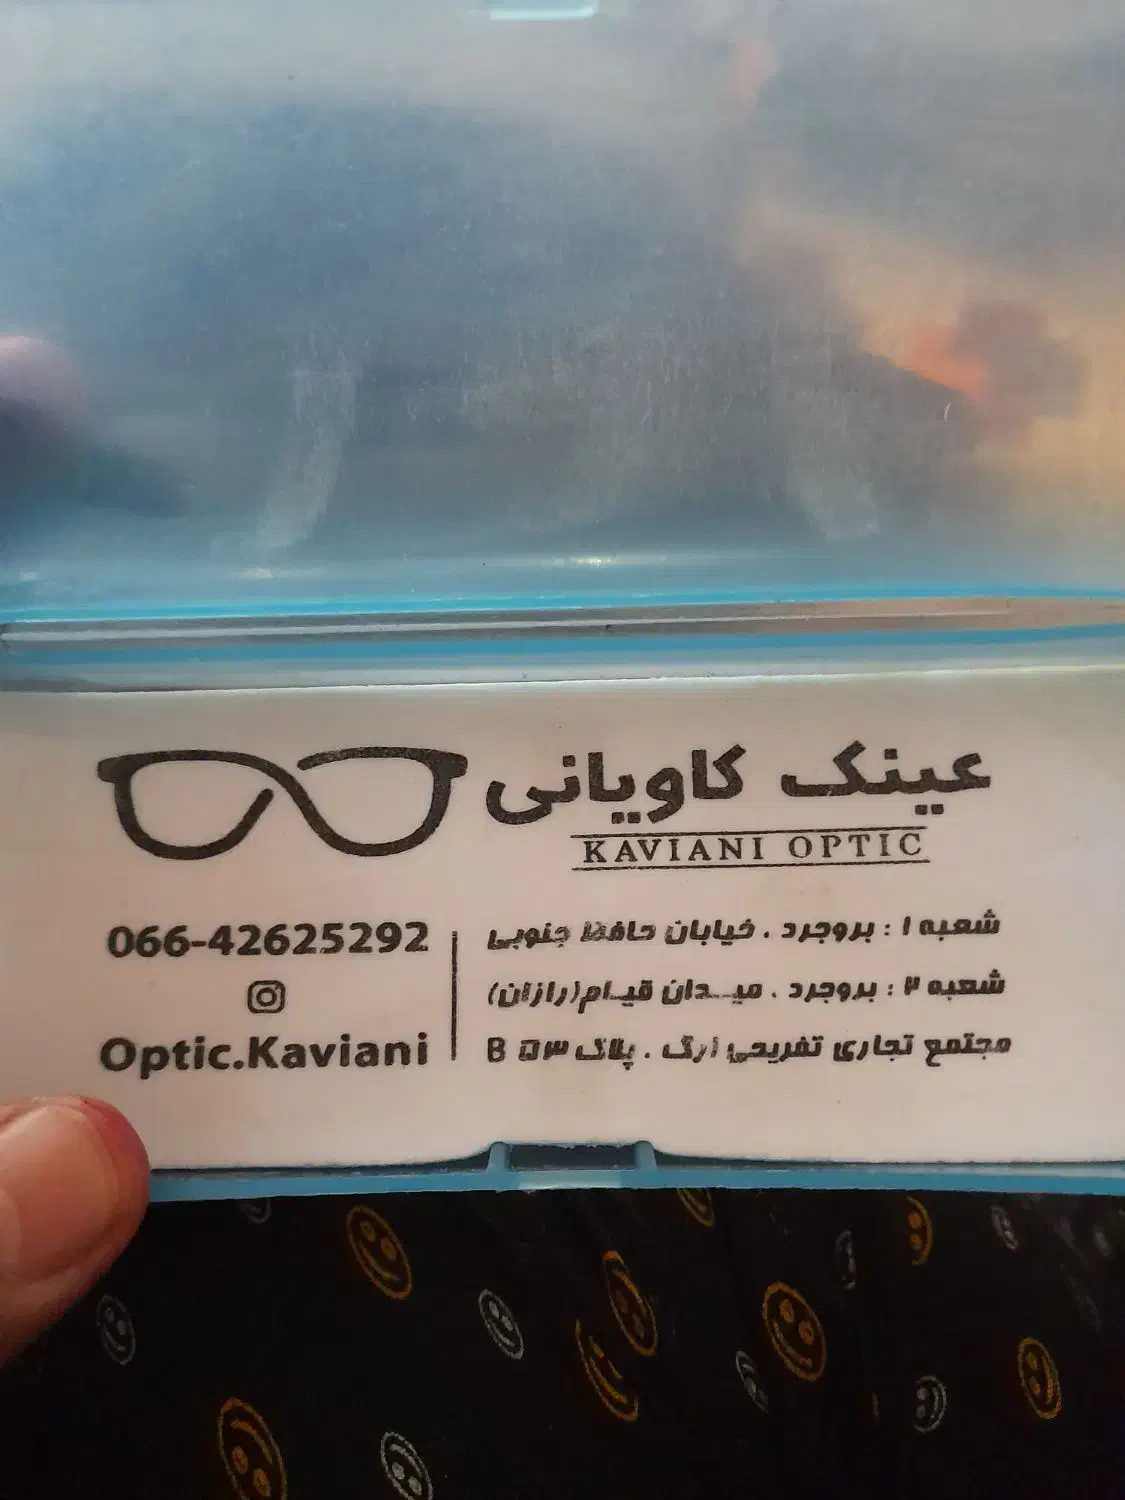 عینک کاویانی
KAVIANI OPTIC
شعبه ۱ : بروجرد . خیابان حافظ جنوبی
شعبه ۲ : بروجرد . میدان قیام(رازان)
مجتمع تجاری تفریحی ارگ . پلاک ۵۳ B
066-42625292
Optic.Kaviani